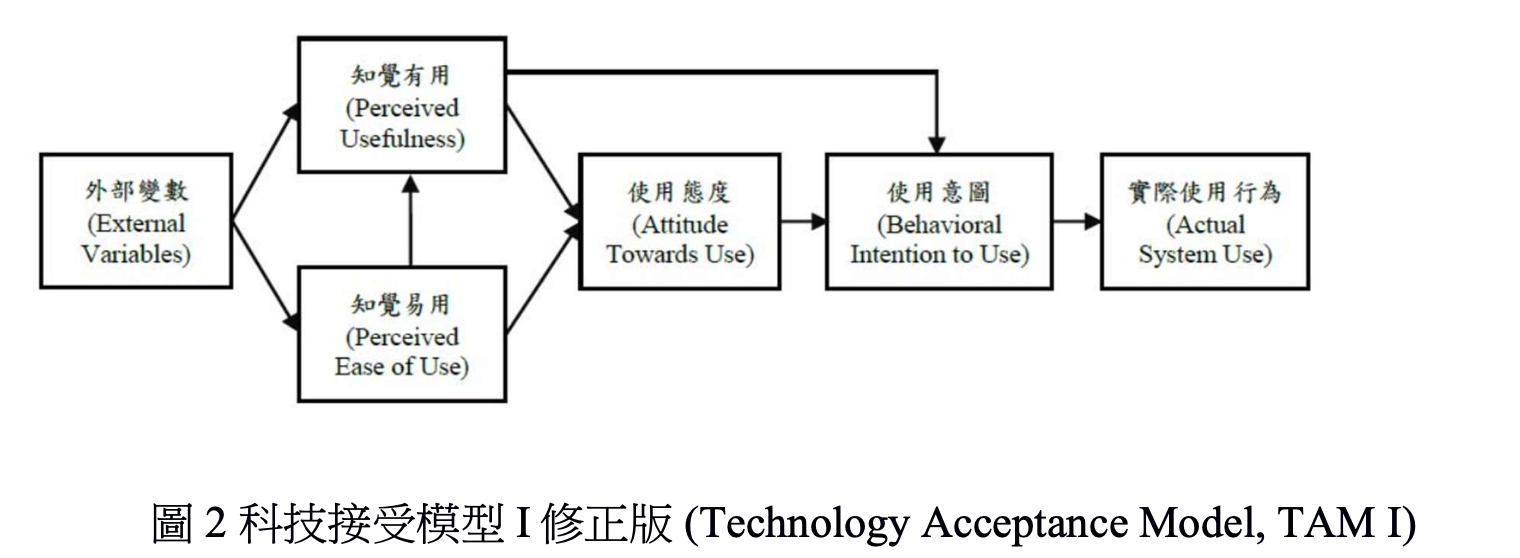 知覺有用
(Perceived
Usefulness)
外部變數
(External
Variables)
使用態度
(Attitude
Towards Use)
使用意圖
(Behavioral
Intention to Use)
實際使用行為
(Actual
System Use)
知覺易用
(Perceived
Ease of Use)
圖 2 科技接受模型 I 修正版 (Technology Acceptance Model, TAM I)